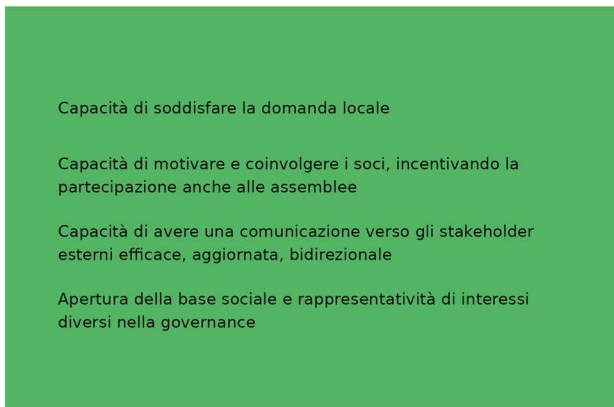 Capacità di soddisfare la domanda locale
Capacità di motivare e coinvolgere i soci, incentivando la
partecipazione anche alle assemblee
Capacità di avere una comunicazione verso gli stakeholder
esterni efficace, aggiornata, bidirezionale
Apertura della base sociale e rappresentatività di interessi
diversi nella governance